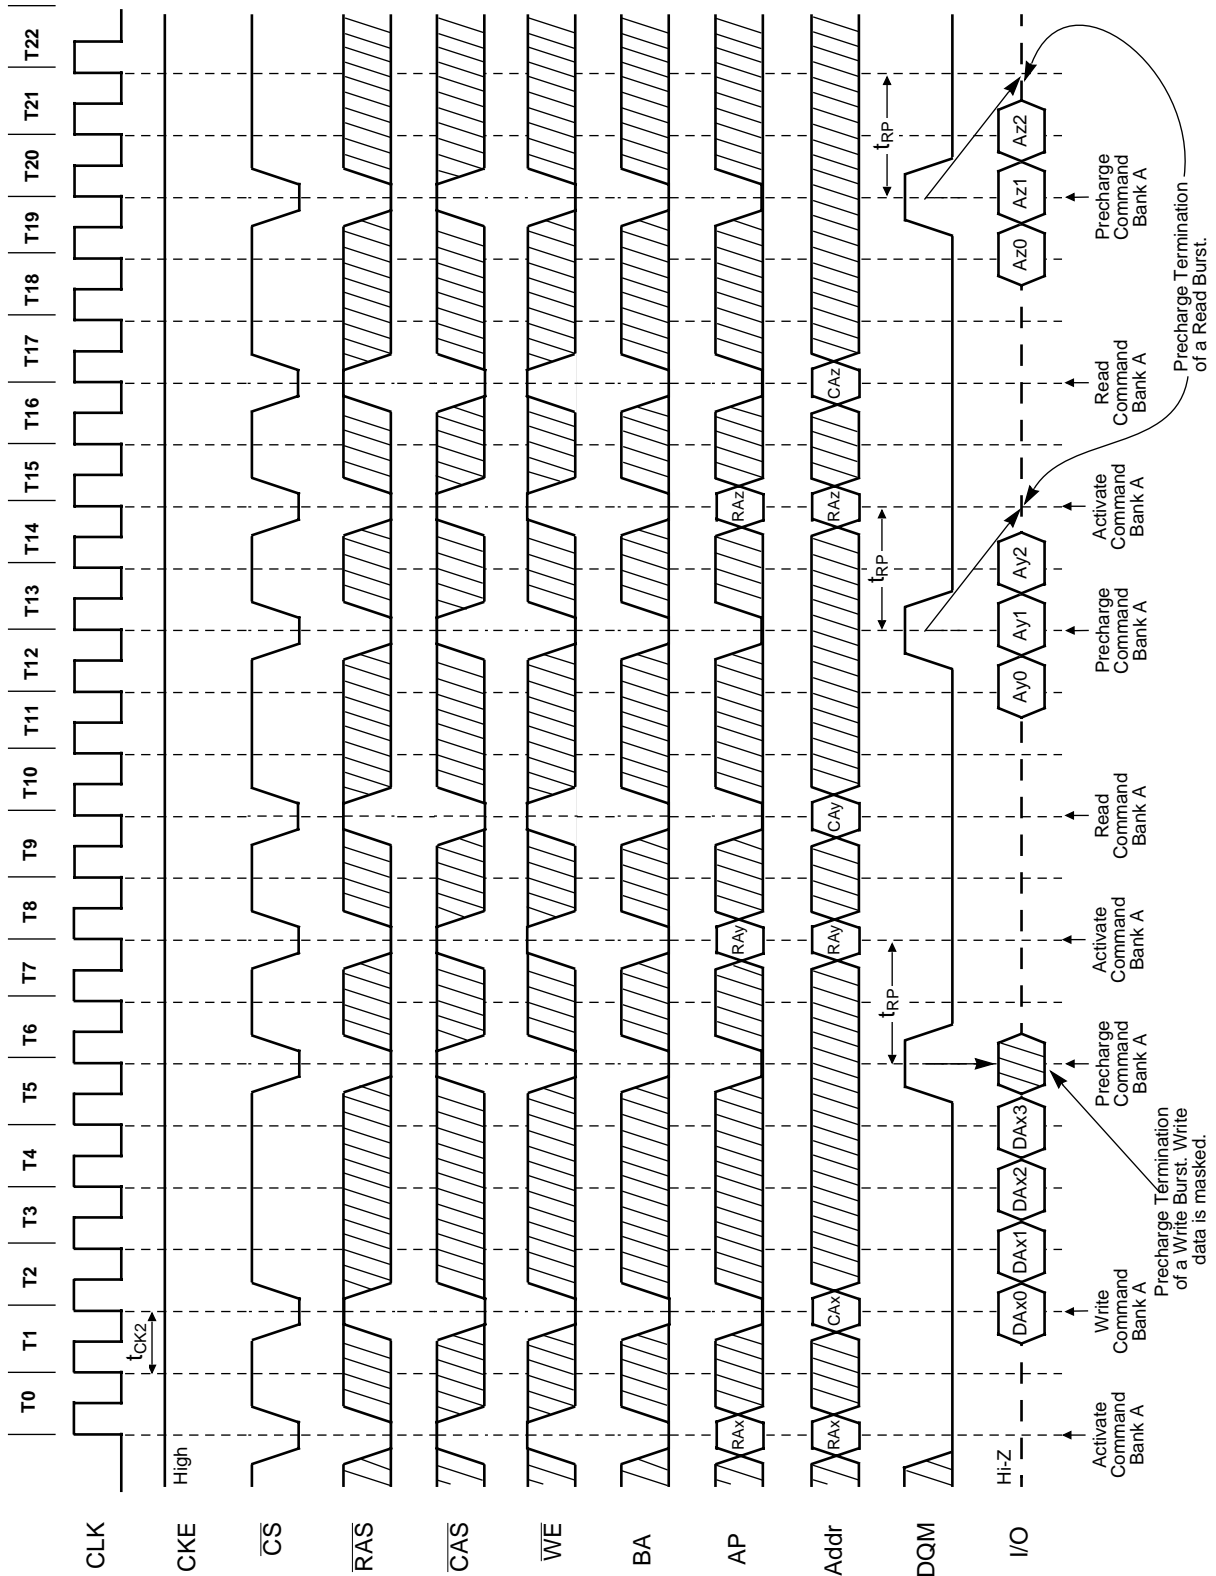 T0 T1 T2 T3 T4 T5 T6 T7 T8 T9 T10 T11 T12 T13 T14 T15 T16 T17 T18 T19 T20 T21 T22
CLK
tCK2
CKE
High
CS
RAS
CAS
WE
BA
AP
RAx RAy RAz
Addr
RAx CAx RAy CAy RAz CAz
DQM
tRP tRP tRP
I/O
Hi-Z
DAx0 DAx1 DAx2 DAx3 Ay0 Ay1 Ay2 Az0 Az1 Az2
Activate
Command
Bank A
Write
Command
Bank A
Precharge
Command
Bank A
Activate
Command
Bank A
Read
Command
Bank A
Precharge
Command
Bank A
Activate
Command
Bank A
Read
Command
Bank A
Precharge
Command
Bank A
Precharge Termination
of a Write Burst. Write
data is masked.
Precharge Termination
of a Read Burst.